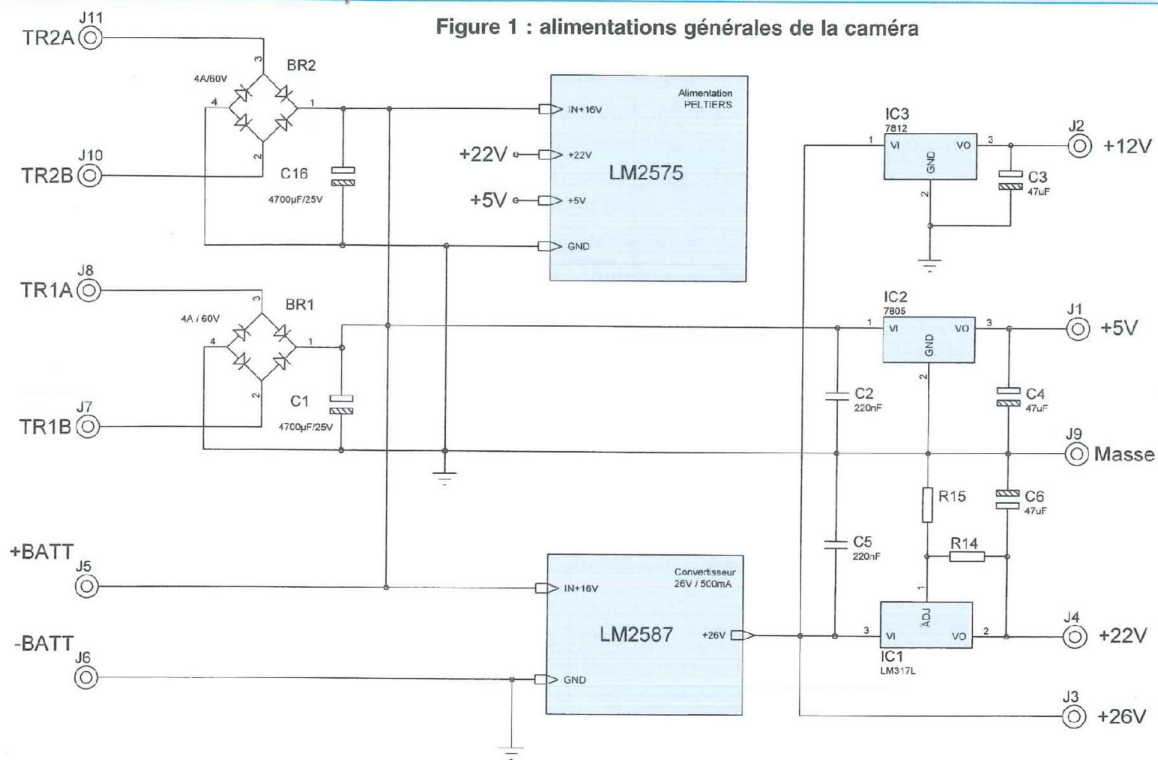 Figure 1 : alimentations générales de la caméra
J11
TR2A
BR2
4A/60V
3
4
1
2
J10
TR2B
C16
4700µF/25V
Alimentation
PELTIERS
IN+16V
+22V
+22V
LM2575
+5V
+5V
GND
IC3
7812
1
VI
VO
3
GND
2
J2
+12V
C3
47uF
J8
TR1A
BR1
4A / 60V
3
4
1
2
J7
TR1B
C1
4700µF/25V
IC2
7805
1
VI
VO
3
GND
2
J1
+5V
C2
220nF
C4
47uF
J9
Masse
R15
C6
47uF
C5
220nF
R14
+BATT
J5
Convertisseur
26V / 500mA
IN+16V
LM2587
+26V
GND
-BATT
J6
1
ADJ
3
VI
VO
2
IC1
LM317L
J4
+22V
J3
+26V